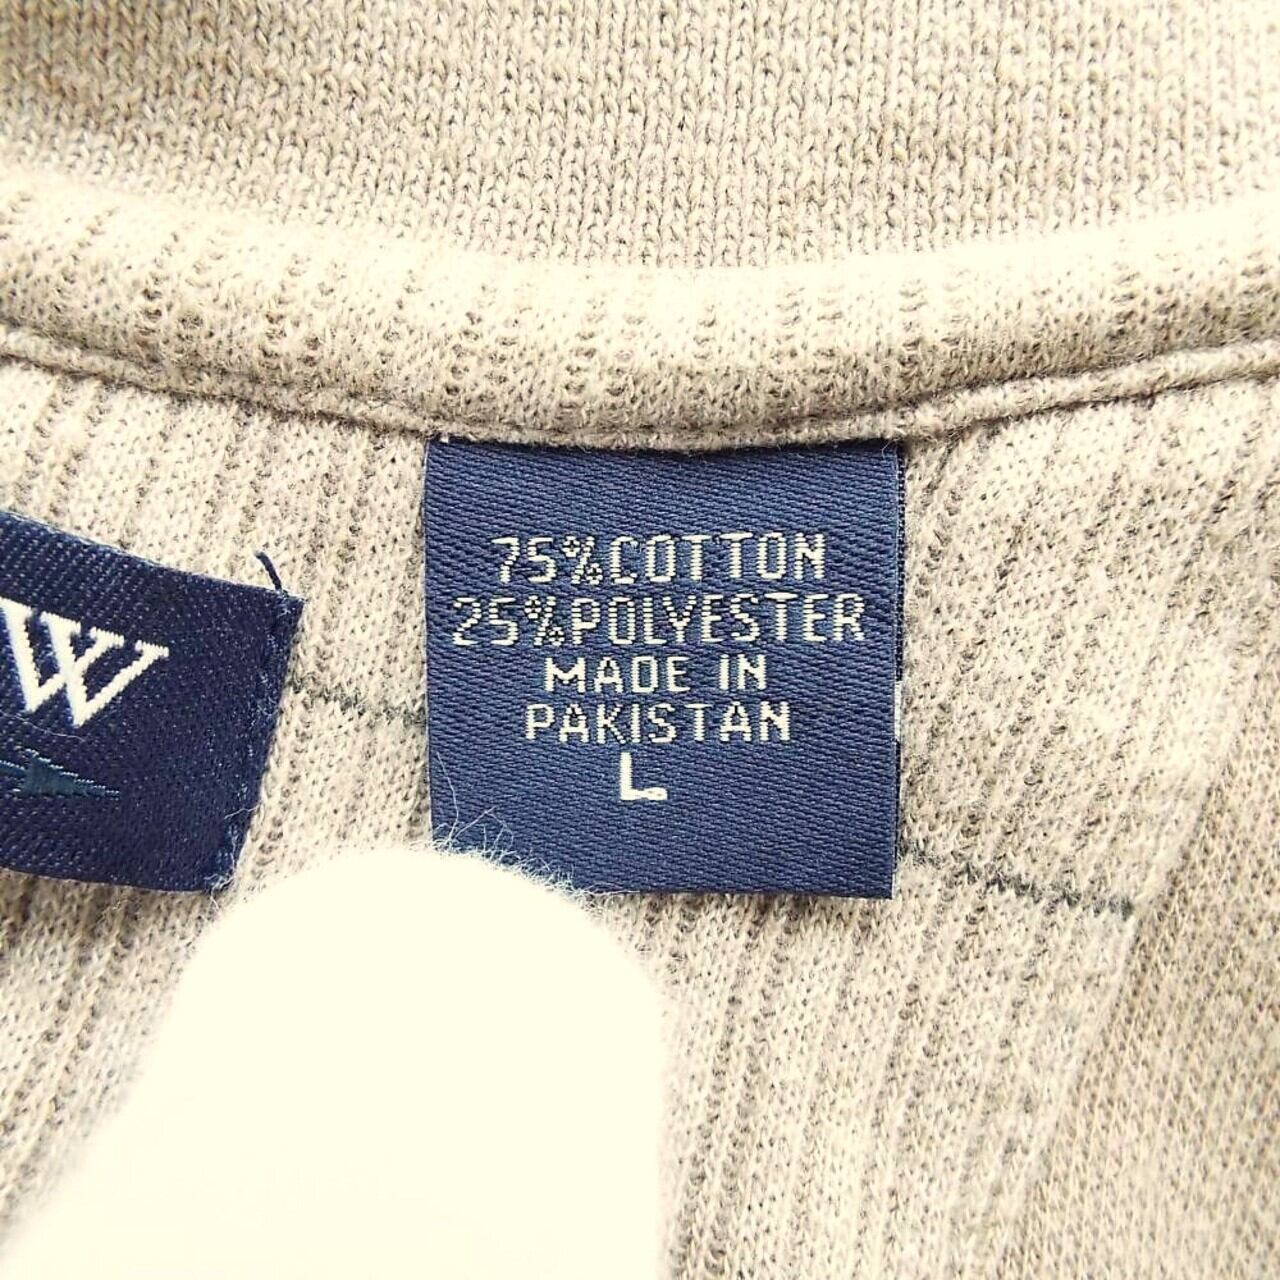 75%COTTON
25%POLYESTER
MADE IN
PAKISTAN
L
W